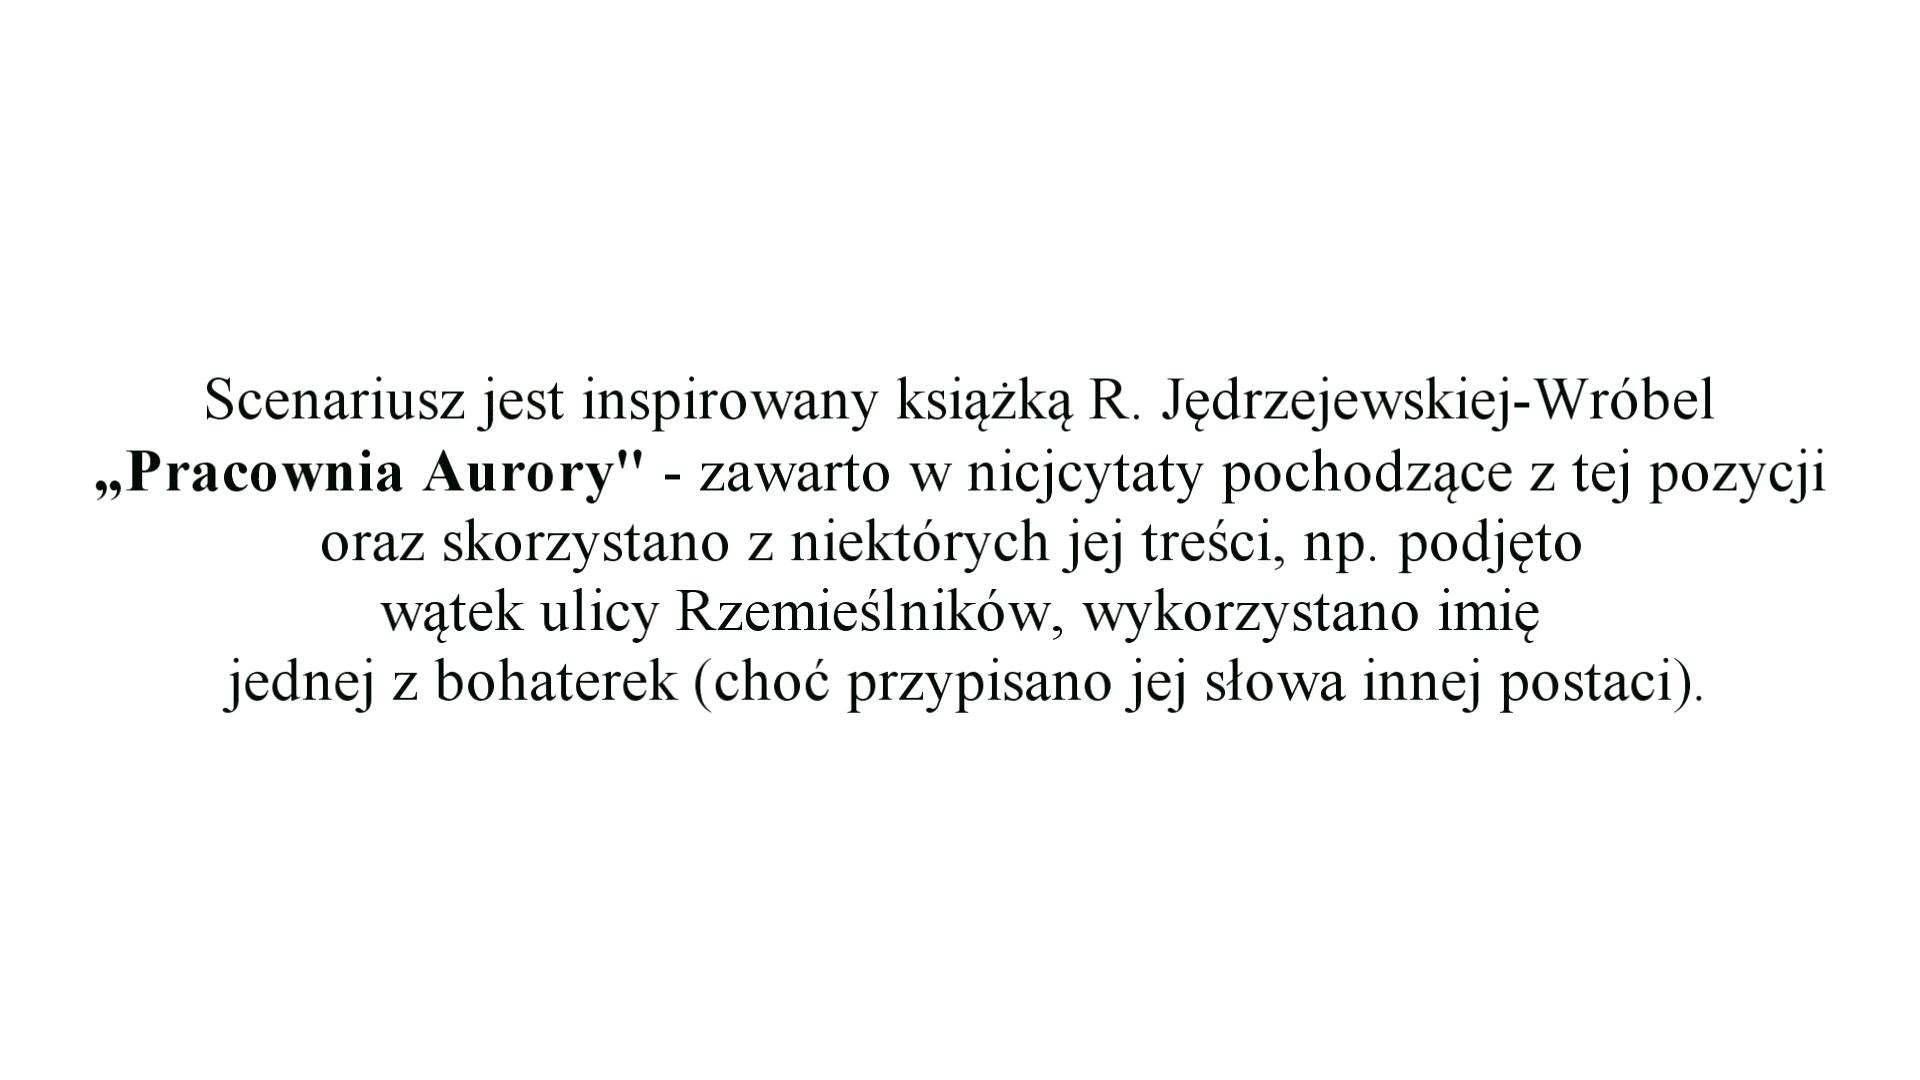 Scenariusz jest inspirowany książką R. Jędrzejewskiej-Wróbel
„Pracownia Aurory" - zawarto w nicjcytaty pochodzące z tej pozycji
oraz skorzystano z niektórych jej treści, np. podjęto
wątek ulicy Rzemieślników, wykorzystano imię
jednej z bohaterek (choć przypisano jej słowa innej postaci).